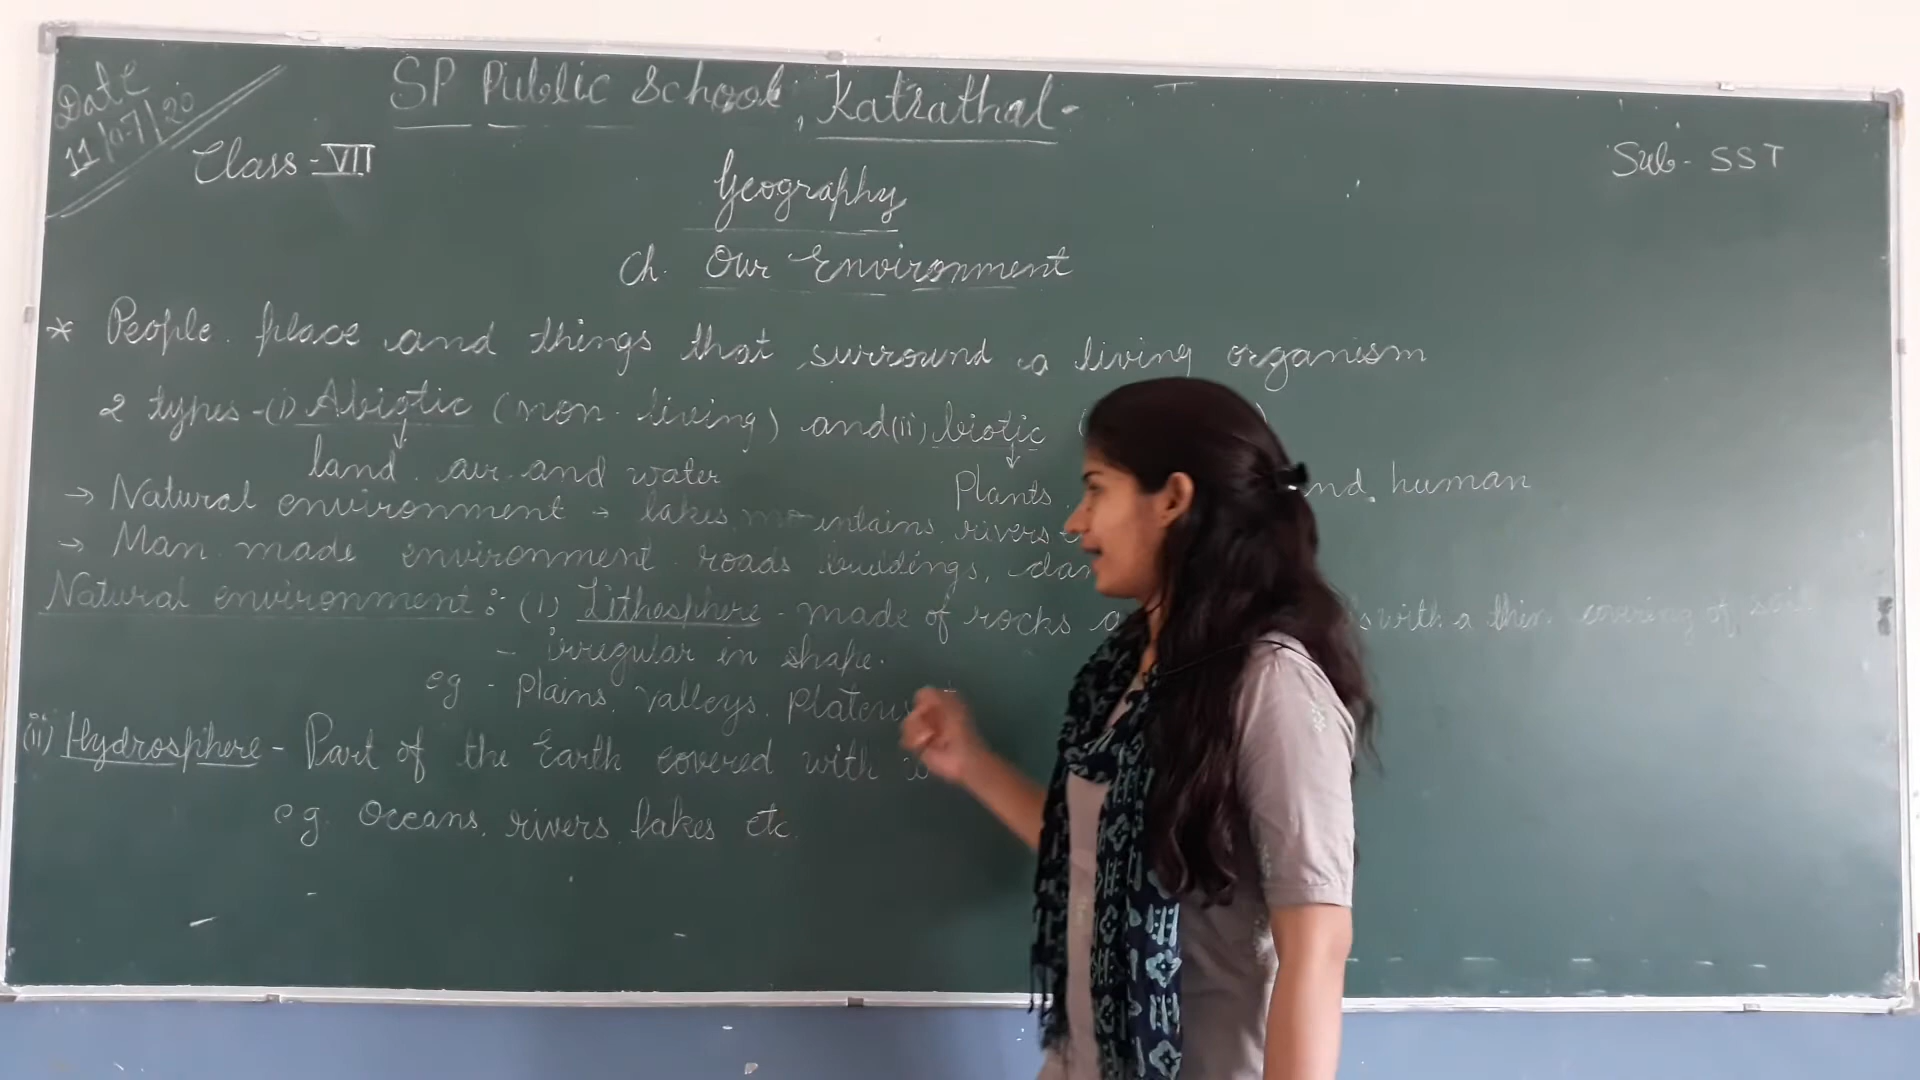 Date
11/07/20
SP Public School, Katrathal-
Class - VII
Sub - SST
Geography
Ch. Our Environment
* People. place and things that surround a living organism
2 types - (i) Abiotic (non-living) and (ii) biotic (
↓ land. air. and water
↓ Plants and, human
→ Natural environment → lakes, mountains, rivers
→ Man made environment. roads buildings,
Natural environment :- (i) Lithosphere - made of rocks with a thin covering of soil
- irregular in shape.
eg - Plains, valleys.
(ii) Hydrosphere - Part of the Earth covered with
eg. Oceans, rivers, lakes etc.